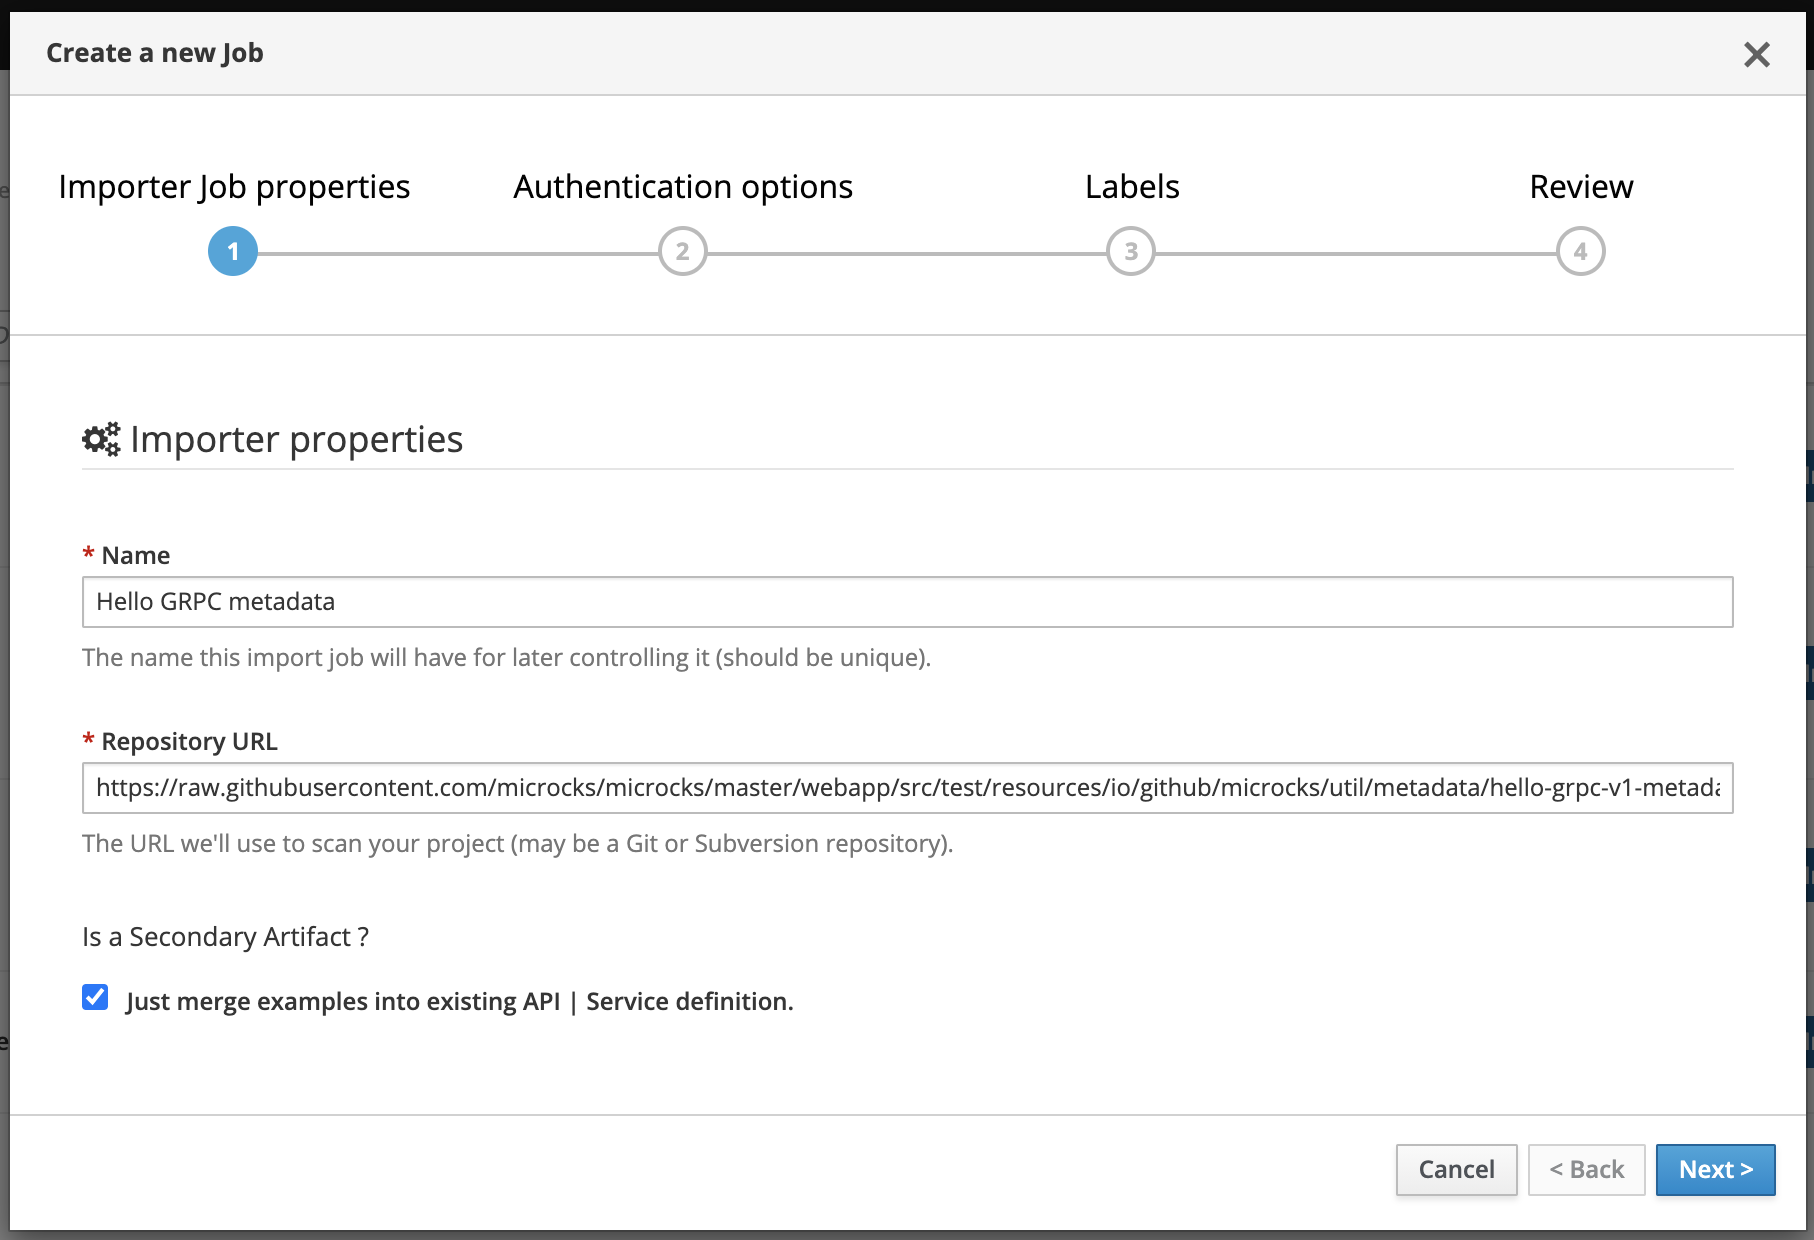 Create a new Job
Importer Job properties
Authentication options
Labels
Review
1
2
3
4
Importer properties
* Name
Hello GRPC metadata
The name this import job will have for later controlling it (should be unique).
* Repository URL
https://raw.githubusercontent.com/microcks/microcks/master/webapp/src/test/resources/io/github/microcks/util/metadata/hello-grpc-v1-metada
The URL we'll use to scan your project (may be a Git or Subversion repository).
Is a Secondary Artifact ?
Just merge examples into existing API | Service definition.
Cancel
< Back
Next >